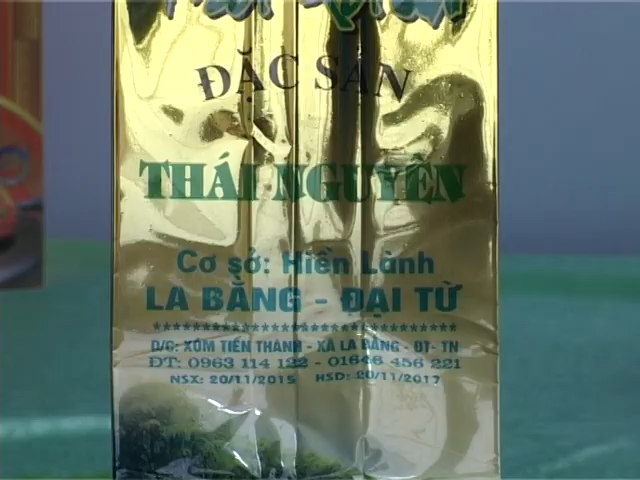 ĐẶC SẢN
THÁI NGUYÊN
Cơ sở: Hiền Lành
LA BẰNG - ĐẠI TỪ
****************************
Đ/C: XÓM TIẾN THÀNH - XÃ LA BẰNG - ĐT- TN
ĐT: 0963 114 122 - 01646 456 221
NSX: 20/11/2015 HSD: 20/11/2017